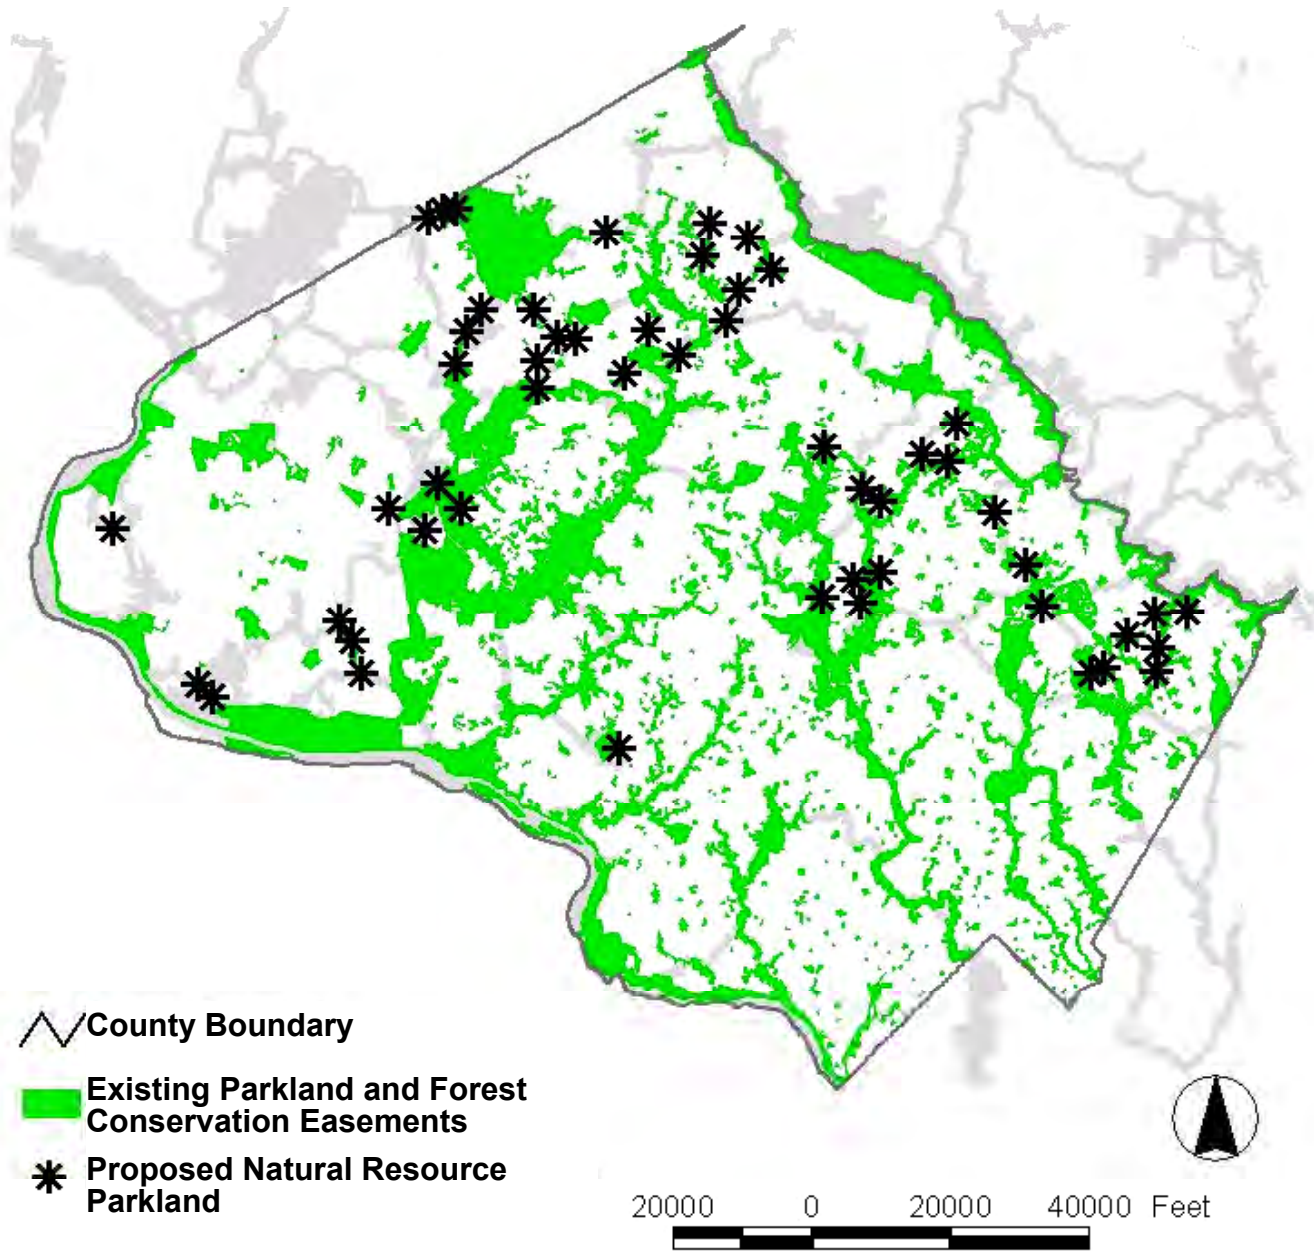 County Boundary
Existing Parkland and Forest
Conservation Easements
Proposed Natural Resource
Parkland
20000 0 20000 40000 Feet